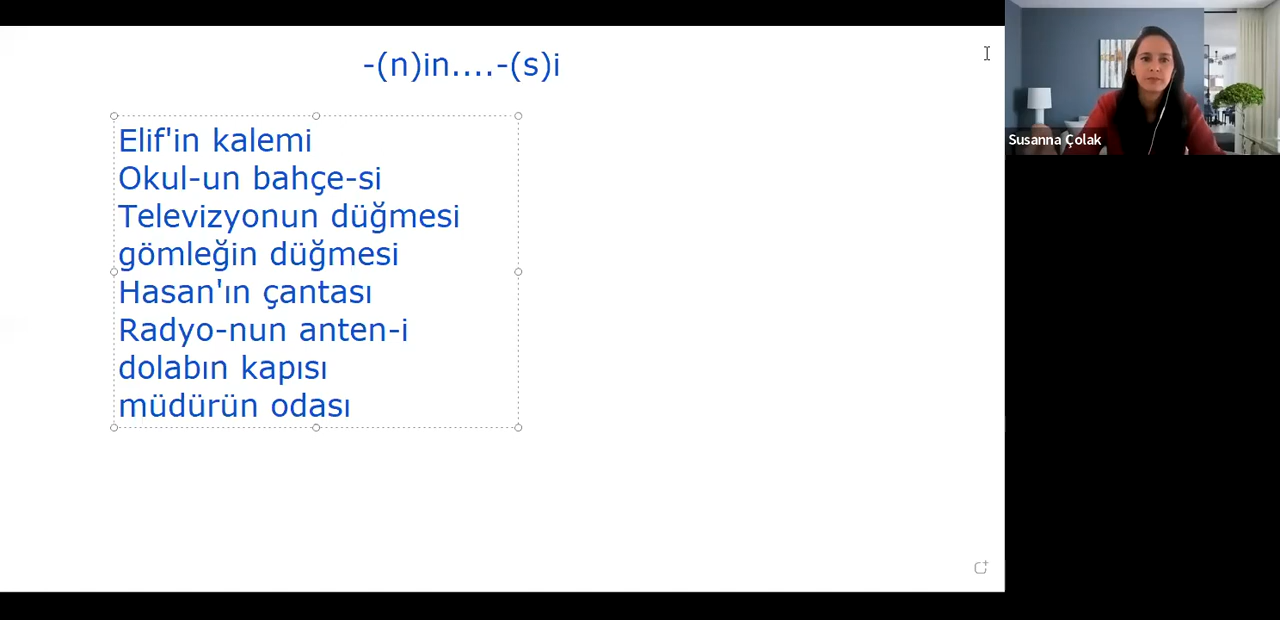 -(n)in....-(s)i
Elif'in kalemi
Okul-un bahçe-si
Televizyonun düğmesi
gömleğin düğmesi
Hasan'ın çantası
Radyo-nun anten-i
dolabın kapısı
müdürün odası
Susanna Çolak